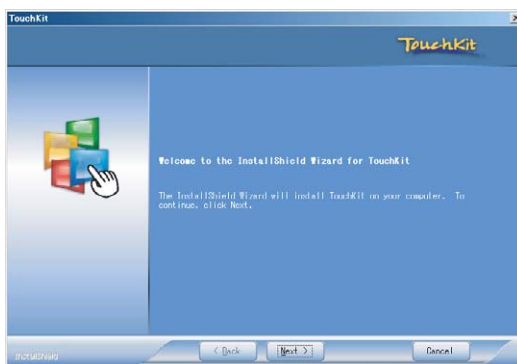 TouchKit
TouchKit
Welcome to the InstallShield Wizard for TouchKit
The InstallShield Wizard will install TouchKit on your computer. To
continue, click Next.
InstallShield
< Back
Next >
Cancel